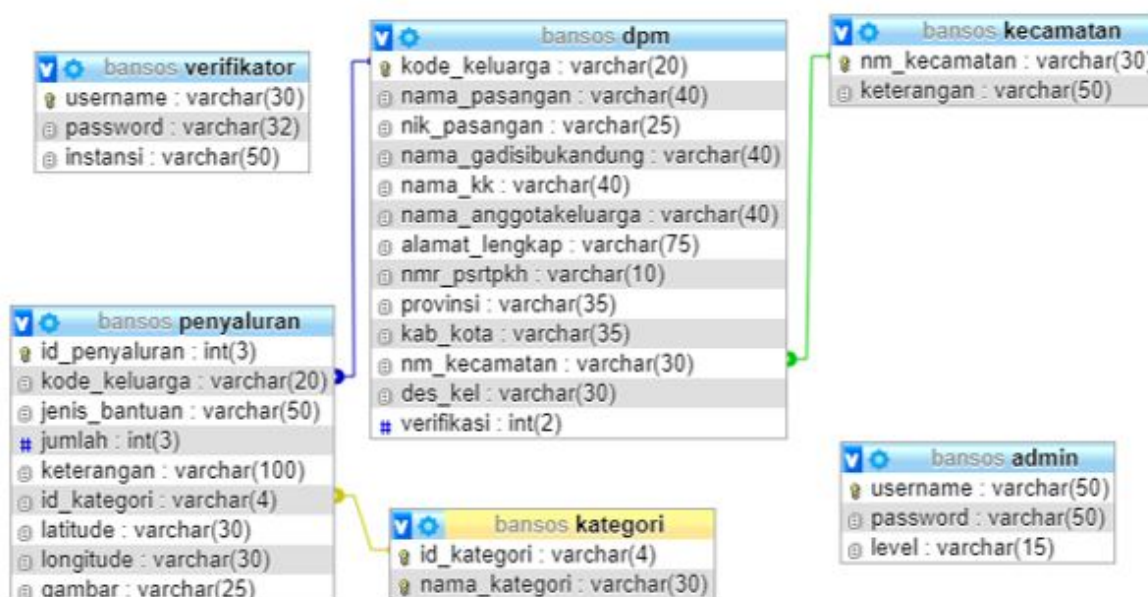 bansos verifikator
username : varchar(30)
password : varchar(32)
instansi : varchar(50)
bansos dpm
kode_keluarga : varchar(20)
nama_pasangan : varchar(40)
nik_pasangan : varchar(25)
nama_gadisibukandung : varchar(40)
nama_kk : varchar(40)
nama_anggotakeluarga : varchar(40)
alamat_lengkap : varchar(75)
nmr_psrtpkh : varchar(10)
provinsi : varchar(35)
kab_kota : varchar(35)
nm_kecamatan : varchar(30)
des_kel : varchar(30)
# verifikasi : int(2)
bansos kecamatan
nm_kecamatan : varchar(30)
keterangan : varchar(50)
bansos penyaluran
id_penyaluran : int(3)
kode_keluarga : varchar(20)
jenis_bantuan : varchar(50)
# jumlah : int(3)
keterangan : varchar(100)
id_kategori : varchar(4)
latitude : varchar(30)
longitude : varchar(30)
gambar : varchar(25)
bansos kategori
id_kategori : varchar(4)
nama_kategori : varchar(30)
bansos admin
username : varchar(50)
password : varchar(50)
level : varchar(15)